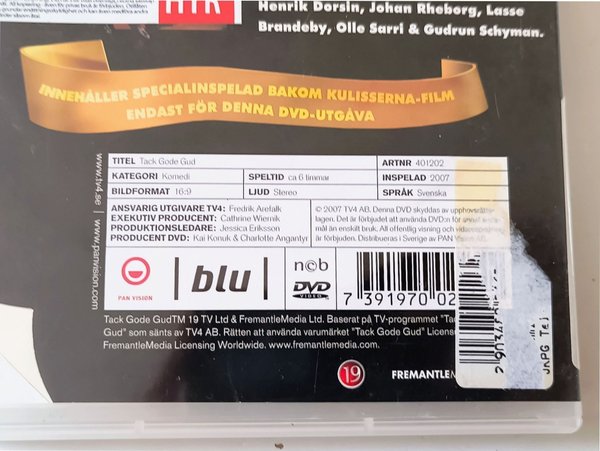 HTR
Henrik Dorsin, Johan Rheborg, Lasse
Brandeby, Olle Sarri & Gudrun Schyman.
INNEHÅLLER SPECIALINSPELAD BAKOM KULISSERNA-FILM
ENDAST FÖR DENNA DVD-UTGÅVA
www.tv4.se | www.panvision.com
TITEL Tack Gode Gud ARTNR 401202
KATEGORI Komedi SPELTID ca 6 timmar INSPELAD 2007
BILDFORMAT 16:9 LJUD Stereo SPRÅK Svenska
ANSVARIG UTGIVARE TV4: Fredrik Arefalk
EXEKUTIV PRODUCENT: Cathrine Wiernik
PRODUKTIONSLEDARE: Jessica Eriksson
PRODUCENT DVD: Kai Konuk & Charlotte Angantyr
© 2007 TV4 AB. Denna DVD skyddas av upphovsrätts-
lagen. Det är förbjudet att använda DVD:n för annat ända-
mål än enskilt bruk. All offentlig visning och
är förbjuden. Distribueras i Sverige av PAN Vision AB.
PAN VISION
blu
ncb
DVD
VIDEO
7 391970 02
Tack Gode GudTM 19 TV Ltd & FremantleMedia Ltd. Baserat på TV-programmet "Tac
Gud" som sänts av TV4 AB. Rätten att använda varumärket "Tack Gode Gud" Licens
FremantleMedia Licensing Worldwide. www.fremantlemedia.com
19
FREMANTLEM
JAPG Tej